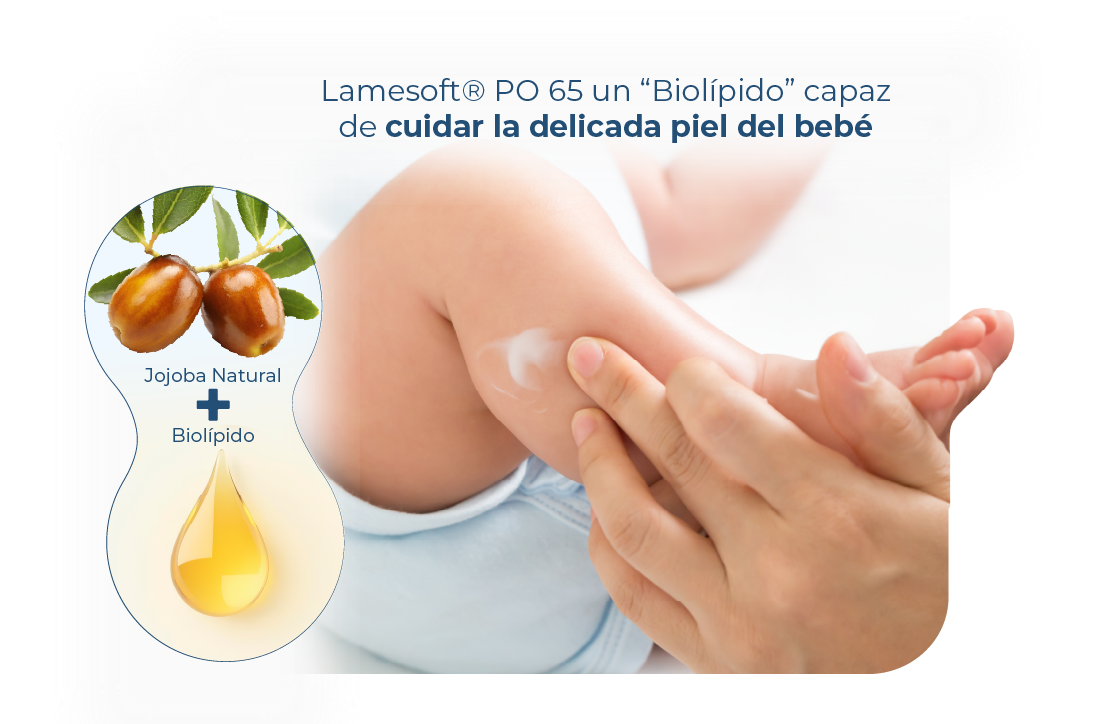 Lamesoft® PO 65 un “Biolípido” capaz
de cuidar la delicada piel del bebé
Jojoba Natural
Biolípido